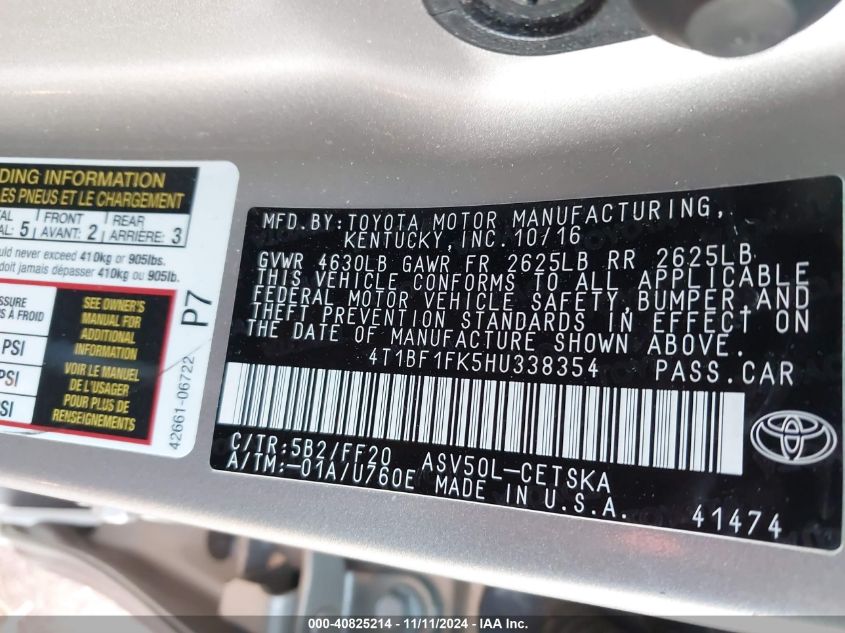 DING INFORMATION
LES PNEUS ET LE CHARGEMENT
5 FRONT AVANT: 2 REAR ARRIÈRE: 3
ould never exceed 410kg or 905lbs.
doit jamais dépasser 410kg ou 905lb.
À FROID
PSI
PSI
SEE OWNER'S
MANUAL FOR
ADDITIONAL
INFORMATION
VOIR LE MANUEL
DE L'USAGER
POUR PLUS DE
RENSEIGNEMENTS
P7
42661-06722
MFD.BY:TOYOTA MOTOR MANUFACTURING,
KENTUCKY, INC. 10/16
GVWR 4630LB GAWR FR 2625LB RR 2625LB
THIS VEHICLE CONFORMS TO ALL APPLICABLE
FEDERAL MOTOR VEHICLE SAFETY, BUMPER, AND
THEFT PREVENTION STANDARDS IN EFFECT ON
THE DATE OF MANUFACTURE SHOWN ABOVE.
4T1BF1FK5HU338354 PASS.CAR
C/TR:5B2/FF20 ASV50L-CETSKA
A/TM:-01A/U760E MADE IN U.S.A.
41474
000-40825214 - 11/11/2024 - IAA Inc.